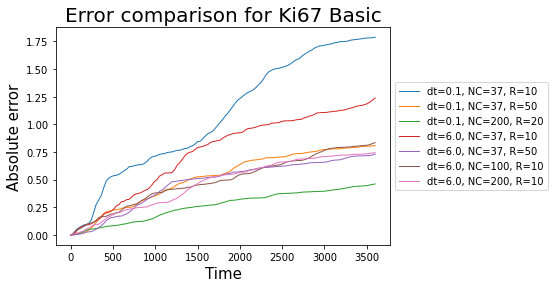 Error comparison for Ki67 Basic
Absolute error
1.75
1.50
1.25
1.00
0.75
0.50
0.25
0.00
0
500
1000
1500
2000
2500
3000
3500
Time
dt=0.1, NC=37, R=10
dt=0.1, NC=37, R=50
dt=0.1, NC=200, R=20
dt=6.0, NC=37, R=10
dt=6.0, NC=37, R=50
dt=6.0, NC=100, R=10
dt=6.0, NC=200, R=10